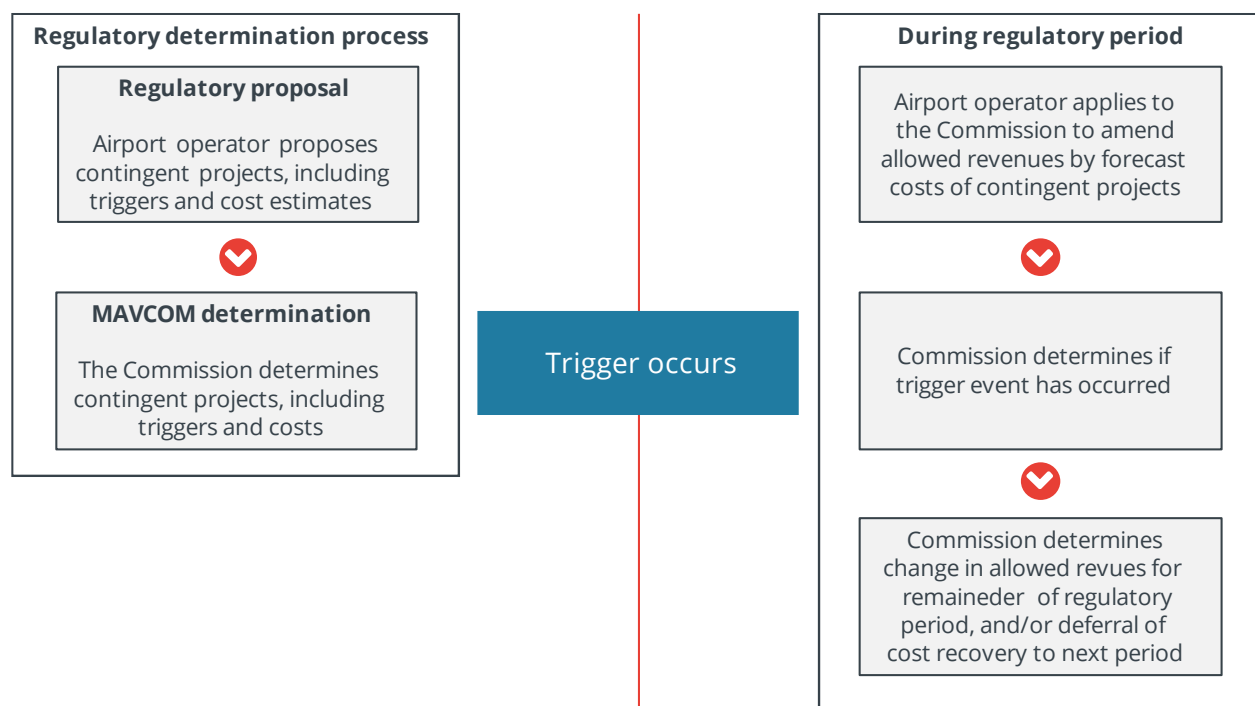 Regulatory determination process
Regulatory proposal
Airport operator proposes
contingent projects, including
triggers and cost estimates
MAVCOM determination
The Commission determines
contingent projects, including
triggers and costs
Trigger occurs
During regulatory period
Airport operator applies to
the Commission to amend
allowed revenues by forecast
costs of contingent projects
Commission determines if
trigger event has occurred
Commission determines
change in allowed revues for
remaineder of regulatory
period, and/or deferral of
cost recovery to next period